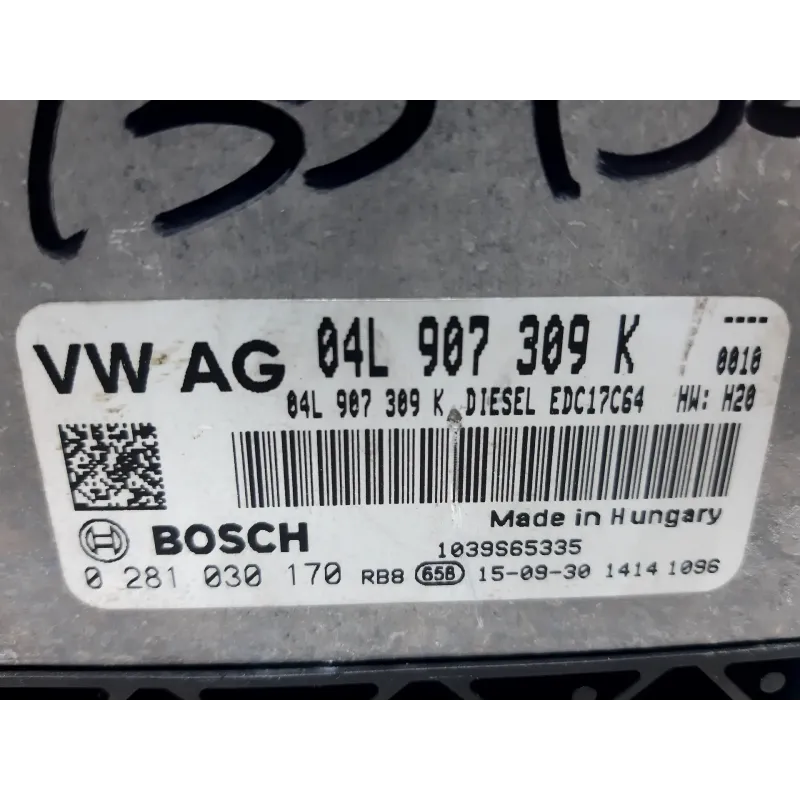 VW AG 04L 907 309 K ----
0010
04L 907 309 K DIESEL EDC17C64 HW: H20
Made in Hungary
BOSCH 1039S65335
0 281 030 170 RB8 65B 15-09-30 1414 1096